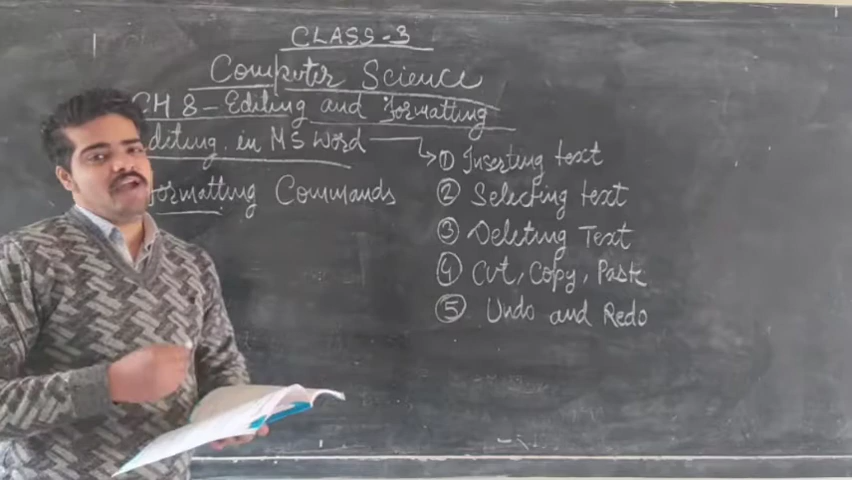 CLASS-3
Computer Science
CH 8 - Editing and Formatting
diting in MS Word
① Inserting text
② Selecting text
③ Deleting Text
④ Cut, Copy, Paste
⑤ Undo and Redo
Formatting Commands